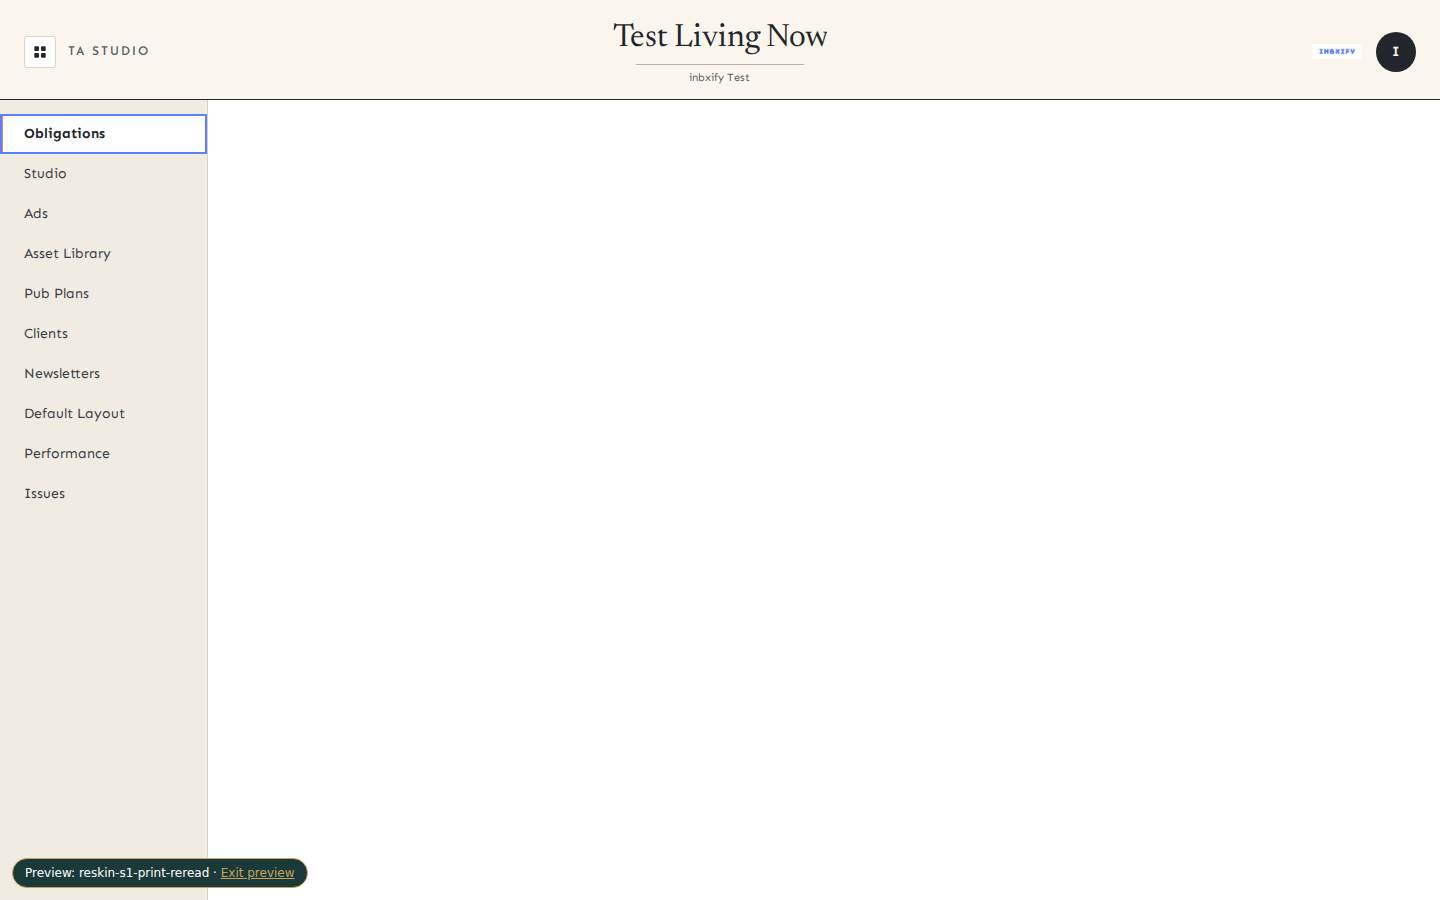 TA STUDIO
Test Living Now
inbxify Test
INBXIFY
I
Obligations
Studio
Ads
Asset Library
Pub Plans
Clients
Newsletters
Default Layout
Performance
Issues
Preview: reskin-s1-print-reread · Exit preview